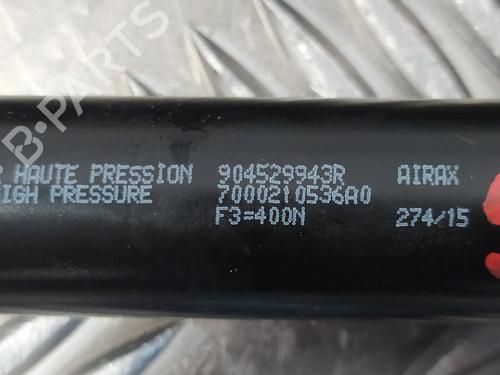 HAUTE PRESSION 904529943R AIRAX
HIGH PRESSURE 7000210536A0
F3=400N 274/15
B-PARTS